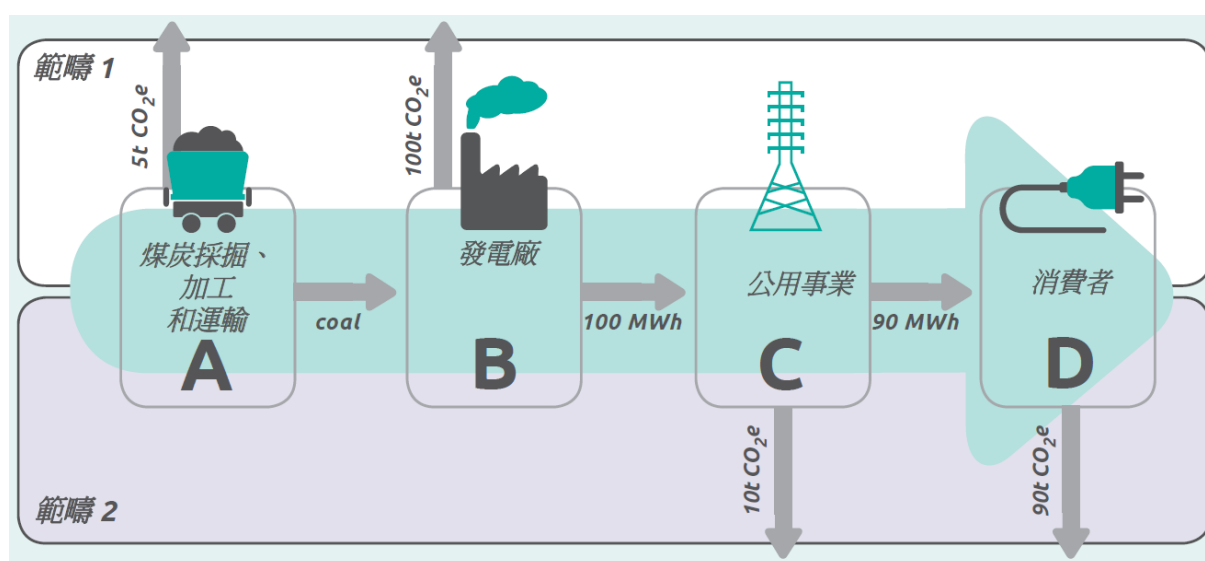 範疇 1
5t CO₂e
100t CO₂e
煤炭採掘、
加工
和運輸
A
coal
發電廠
B
100 MWh
公用事業
C
90 MWh
消費者
D
10t CO₂e
90t CO₂e
範疇 2